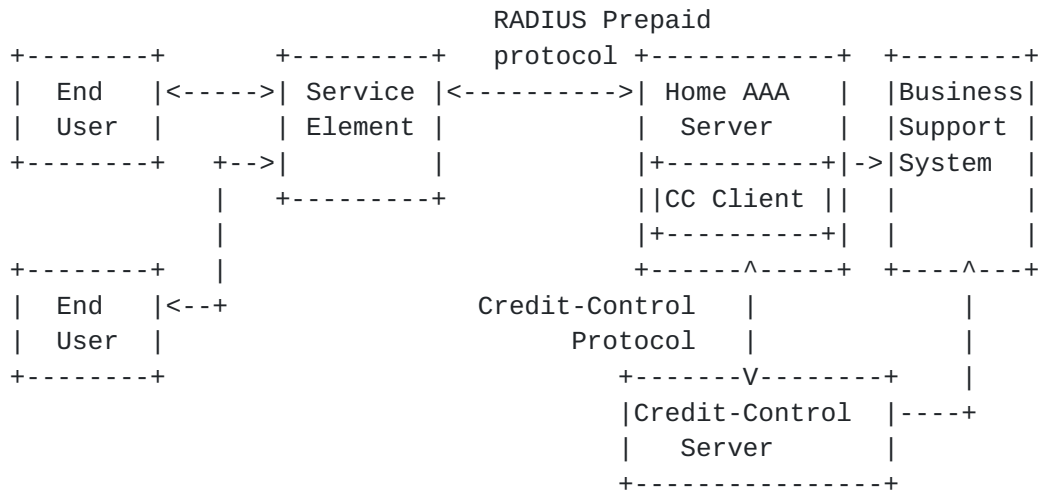 RADIUS Prepaid
+--------+       +---------+   protocol +------------+  +--------+
|  End   |<----->| Service |<---------->| Home AAA   |  |Business|
|  User  |       | Element |            |  Server    |  |Support |
+--------+   +-->|         |            |+----------+|->|System  |
             |   +---------+            ||CC Client ||  |        |
             |                          |+----------+|  |        |
+--------+   |                          +------^-----+  +----^---+
|  End   |<--+                Credit-Control   |             |
|  User  |                          Protocol   |             |
+--------+                             +-------V--------+    |
                                       |Credit-Control  |----+
                                       |   Server       |
                                       +----------------+